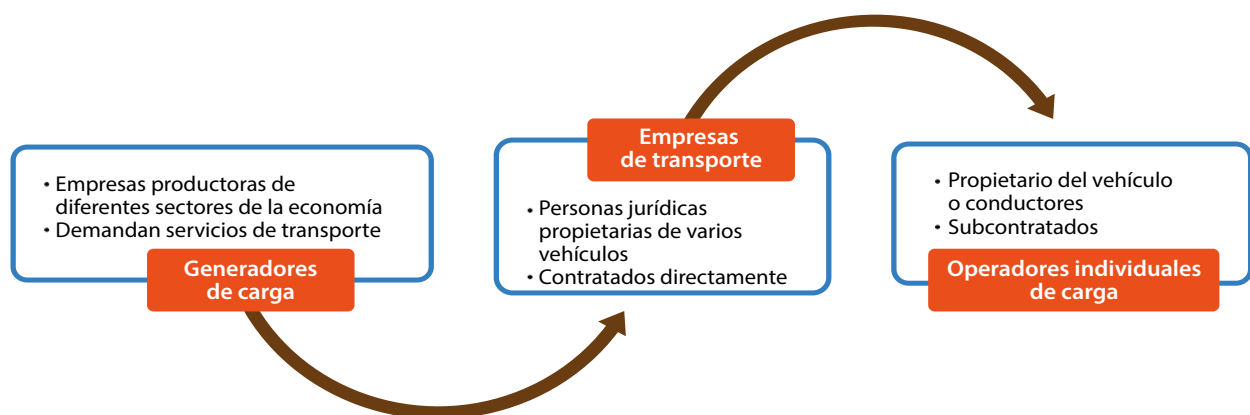 • Empresas productoras de
diferentes sectores de la economía
• Demandan servicios de transporte
Generadores
de carga
Empresas
de transporte
• Personas jurídicas
propietarias de varios
vehículos
• Contratados directamente
• Propietario del vehículo
o conductores
• Subcontratados
Operadores individuales
de carga